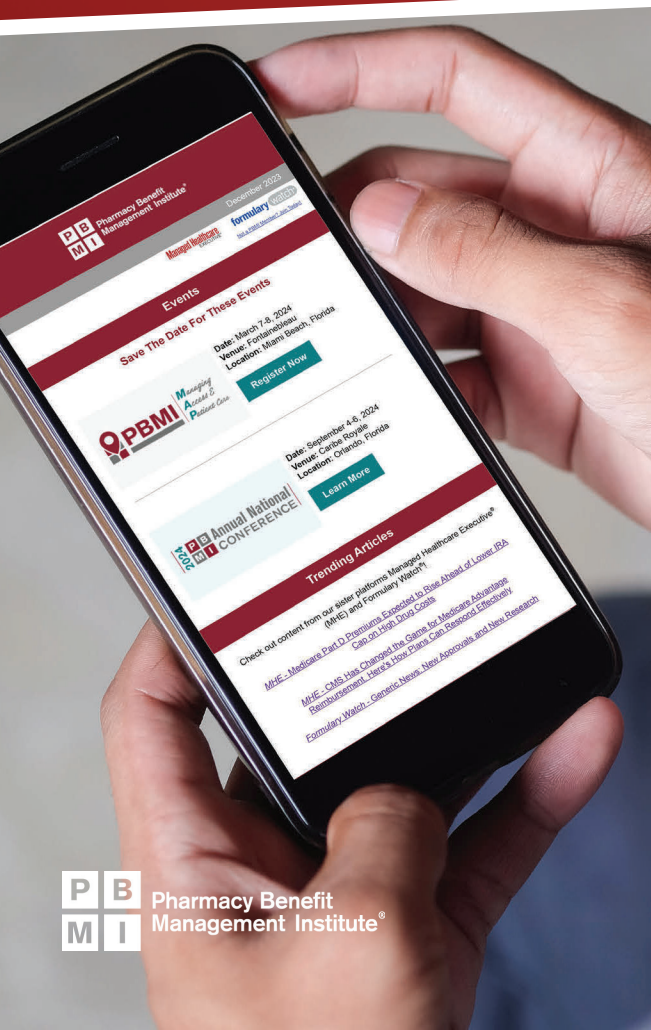 P B
M I
Pharmacy Benefit
Management Institute®
December 2023
Managed Healthcare
EXECUTIVE
formulary watch
Not a PBMI Member? Join Today!
Events
Save The Date For These Events
PBMI
Managing
Access &
Patient Care
Date: March 7-8, 2024
Venue: Fontainebleau
Location: Miami Beach, Florida
Register Now
2024 PBMI Annual National
CONFERENCE
Date: September 4-6, 2024
Venue: Caribe Royale
Location: Orlando, Florida
Learn More
Trending Articles
Check out content from our sister platforms Managed Healthcare Executive®
(MHE) and Formulary Watch®!
MHE - Medicare Part D Premiums Expected to Rise Ahead of Lower IRA
Cap on High Drug Costs
MHE - CMS Has Changed the Game for Medicare Advantage
Reimbursement. Here's How Plans Can Respond Effectively
Formulary Watch - Generic News: New Approvals and New Research
P B
M I
Pharmacy Benefit
Management Institute®